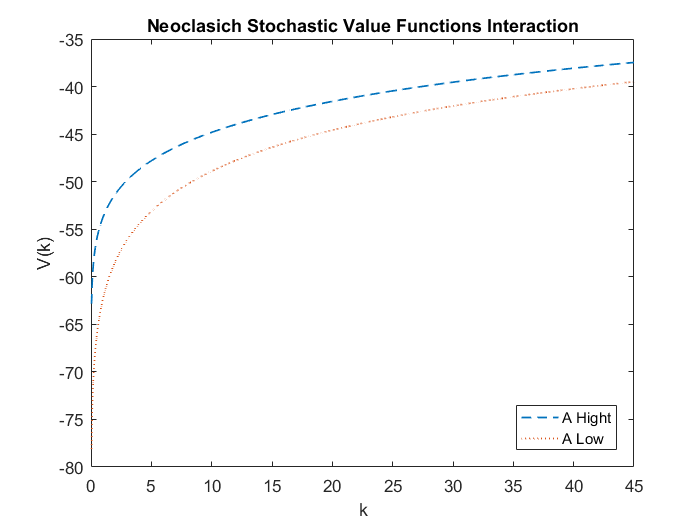 Neoclasich Stochastic Value Functions Interaction
-35
-40
-45
-50
-55
-60
-65
-70
-75
-80
V(k)
0 5 10 15 20 25 30 35 40 45
k
A Hight
A Low